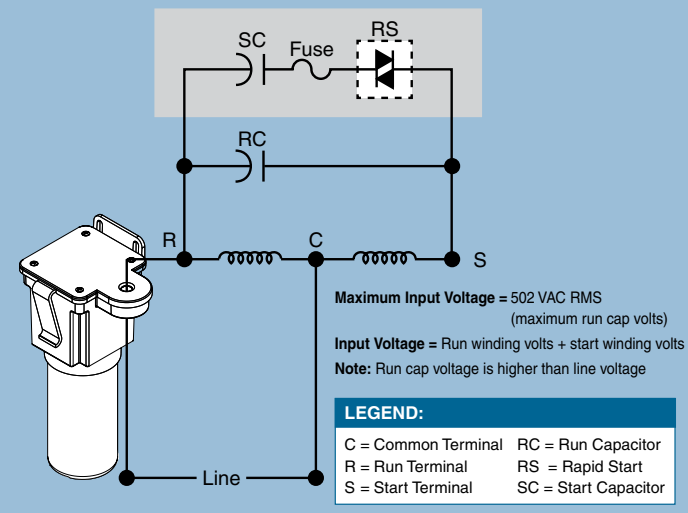 SC
Fuse
RS
RC
R
C
S
Maximum Input Voltage = 502 VAC RMS
(maximum run cap volts)
Input Voltage = Run winding volts + start winding volts
Note: Run cap voltage is higher than line voltage
LEGEND:
C = Common Terminal RC = Run Capacitor
R = Run Terminal RS = Rapid Start
S = Start Terminal SC = Start Capacitor
Line